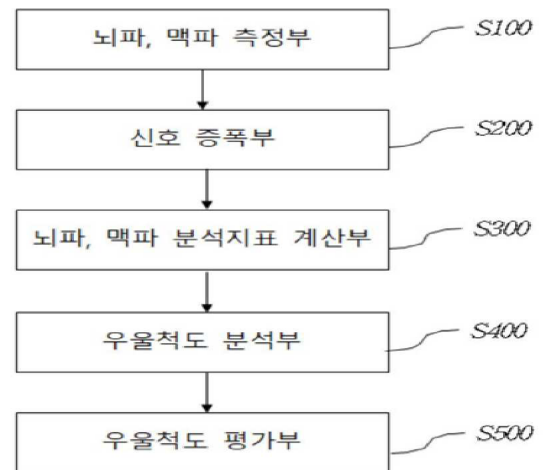 뇌파, 맥파 측정부
S100
신호 증폭부
S200
뇌파, 맥파 분석지표 계산부
S300
우울척도 분석부
S400
우울척도 평가부
S500